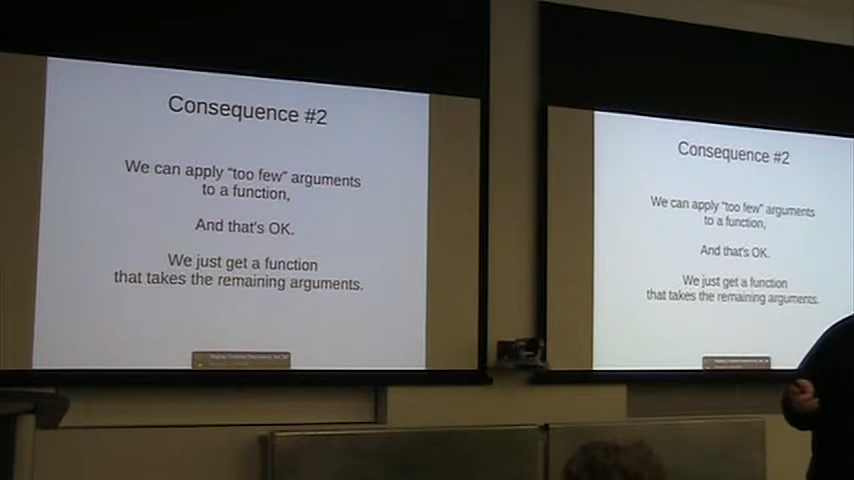 Consequence #2
We can apply “too few” arguments
to a function,
And that's OK.
We just get a function
that takes the remaining arguments.
Consequence #2
We can apply “too few” arguments
to a function,
And that's OK.
We just get a function
that takes the remaining arguments.